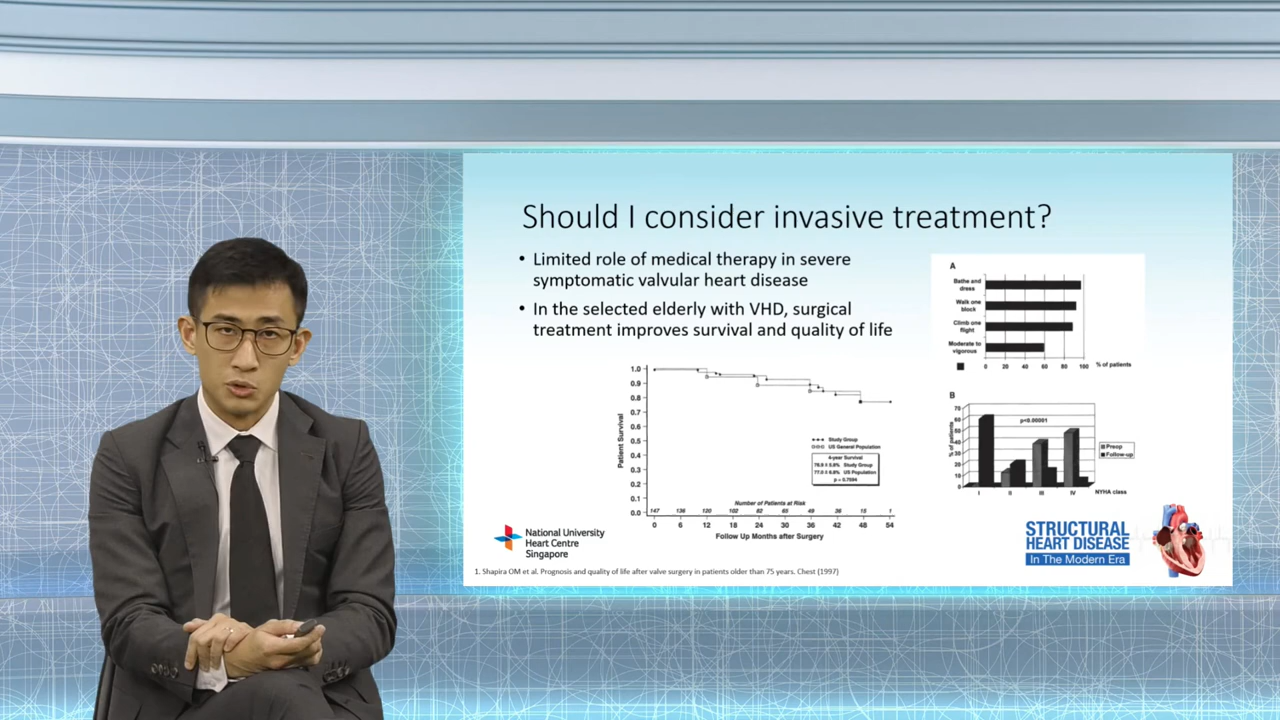 Should I consider invasive treatment?
• Limited role of medical therapy in severe
symptomatic valvular heart disease
• In the selected elderly with VHD, surgical
treatment improves survival and quality of life
1.0
0.9
0.8
0.7
0.6
0.5
0.4
0.3
0.2
0.1
0.0
Patient Survival
Study Group
US General Population
4-year Survival
p = 0.7594
Number of Patients at Risk
147 136 120 102 82 65 49 36 15 1
0 6 12 18 24 30 36 42 48 54
Follow Up Months after Surgery
A
Bathe and
dress
Walk one
block
Climb one
flight
Moderate to
vigorous
0 20 40 60 80 100 % of patients
B
70
60
50
40
30
20
10
0
% of patients
p<0.00001
Preop
Follow-up
I II III IV NYHA class
National University
Heart Centre
Singapore
STRUCTURAL
HEART DISEASE
In The Modern Era
1. Shapira OM et al. Prognosis and quality of life after valve surgery in patients older than 75 years. Chest (1997)